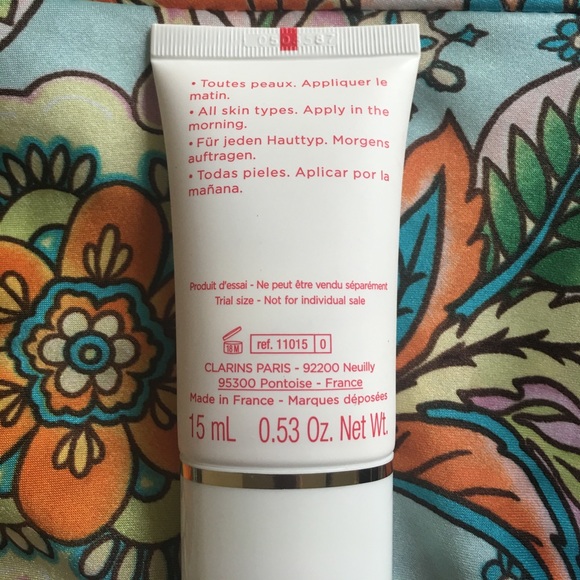 • Toutes peaux. Appliquer le
matin.
• All skin types. Apply in the
morning.
• Für jeden Hauttyp. Morgens
auftragen.
• Todas pieles. Aplicar por la
mañana.
Produit d'essai - Ne peut être vendu séparément
Trial size - Not for individual sale
18 M ref. 11015 0
CLARINS PARIS - 92200 Neuilly
95300 Pontoise - France
Made in France - Marques déposées
15 mL 0.53 Oz. Net Wt.